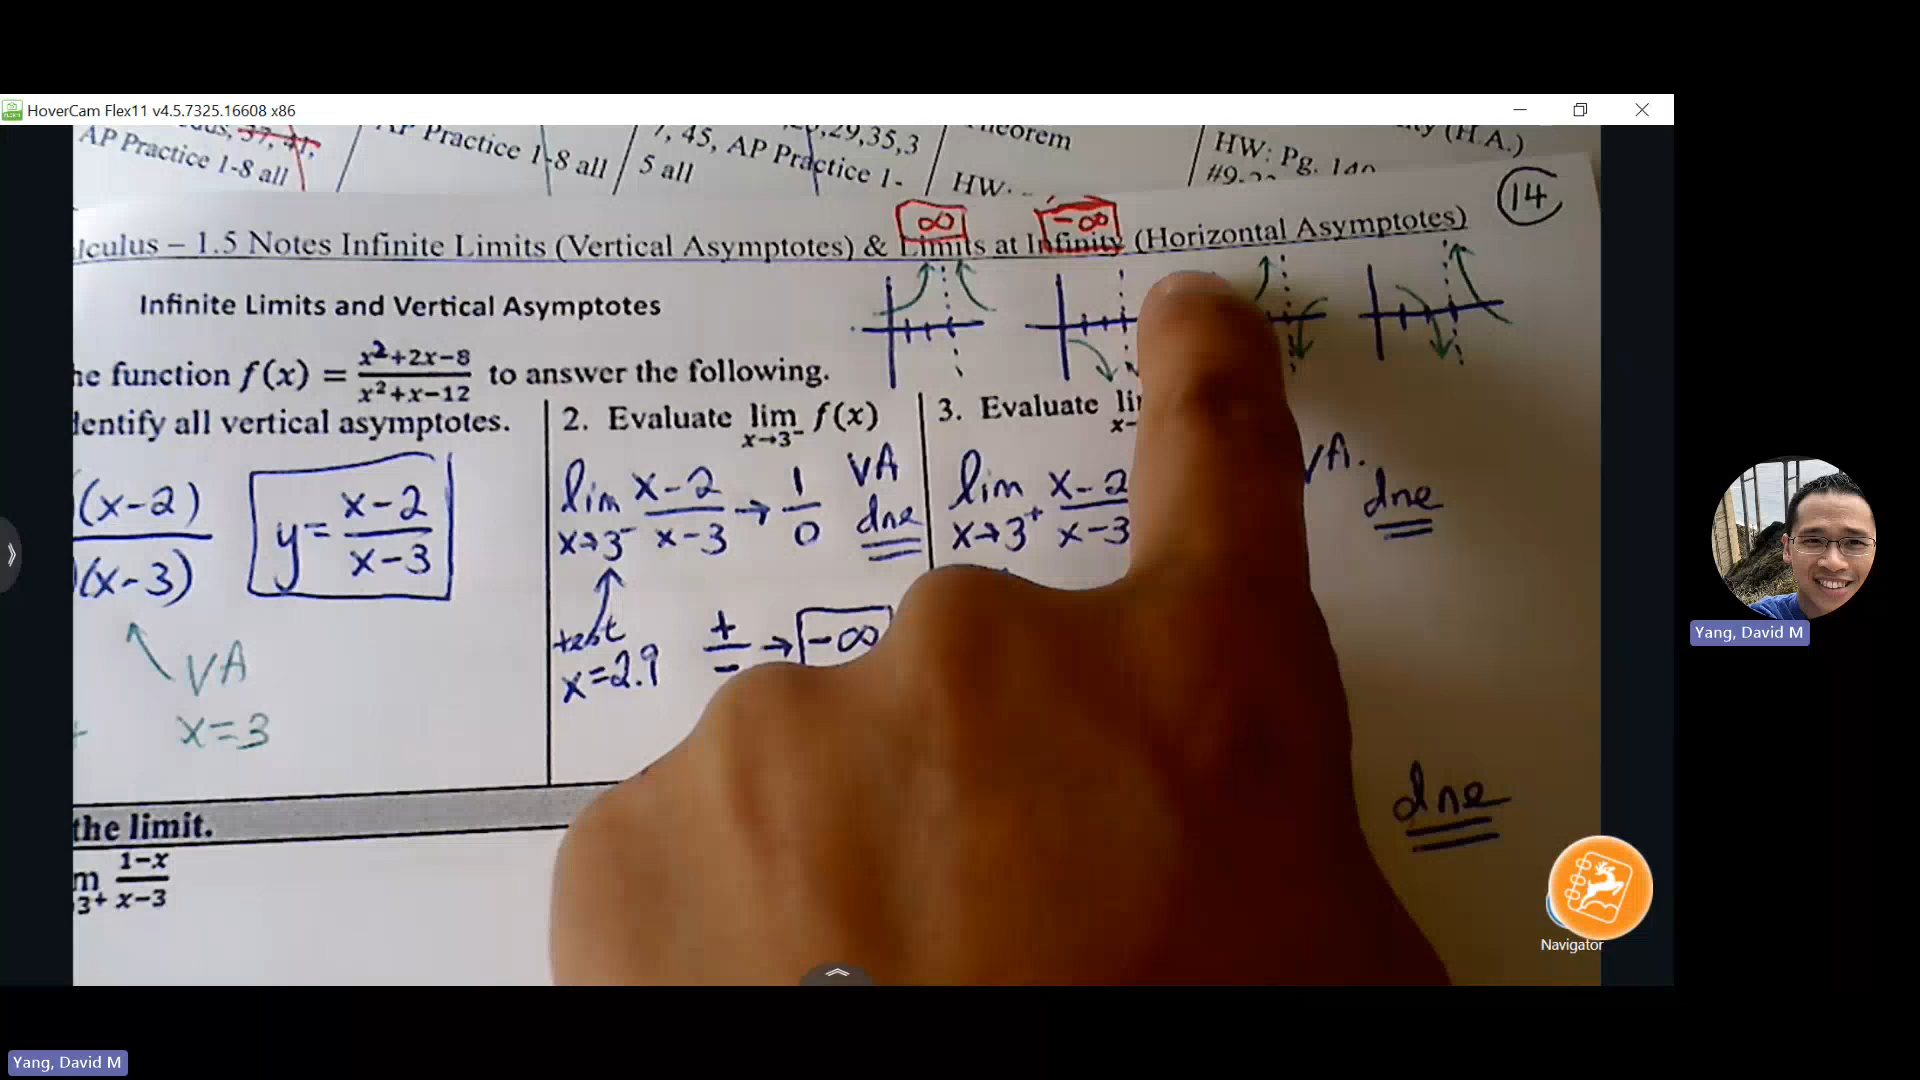 HoverCam Flex11 v4.5.7325.16608 x86
AP Practice 1-8 all
Practice 1-8 all
45, AP Practice 1-
5 all
29,35,3
HW:
HW: Pg. 140
(H.A.)
14
∞
-∞
1.5 Notes Infinite Limits (Vertical Asymptotes) & Limits at Infinity (Horizontal Asymptotes)
Infinite Limits and Vertical Asymptotes
function f(x) = x²+2x-8 / x²+x-12 to answer the following.
all vertical asymptotes.
(x-2)
(x-3)
y = x-2 / x-3
VA
x=3
2. Evaluate lim x→3⁻ f(x)
lim x→3⁻ x-2 / x-3 → 1/0
VA
dne
test
x=2.9
+/- → -∞
3. Evaluate
lim x→3⁺ x-2 / x-3
VA.
dne
dne
the limit.
3⁺ 1-x / x-3
Navigator
Yang, David M
Yang, David M